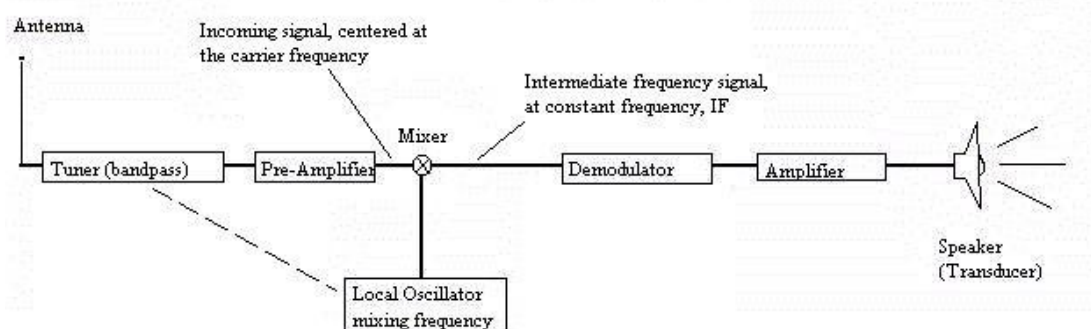 Antenna
Incoming signal, centered at
the carrier frequency
Intermediate frequency signal,
at constant frequency, IF
Mixer
Tuner (bandpass)
Pre-Amplifier
Demodulator
Amplifier
Speaker
(Transducer)
Local Oscillator
mixing frequency